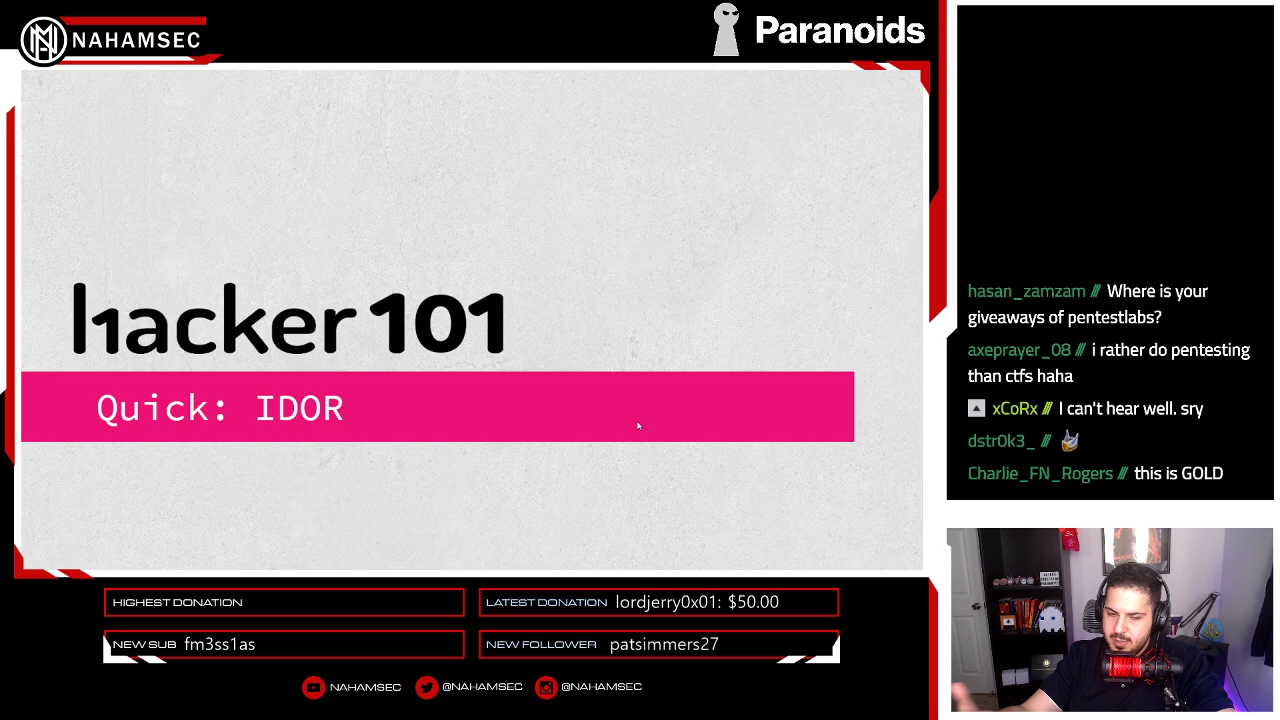 NAHAMSEC
Paranoids
hacker101
Quick: IDOR
hasan_zamzam /// Where is your
giveaways of pentestlabs?
axeprayer_08 /// i rather do pentesting
than ctfs haha
xCoRx /// I can't hear well. sry
dstr0k3_ ///
Charlie_FN_Rogers /// this is GOLD
HIGHEST DONATION
LATEST DONATION lordjerry0x01: $50.00
NEW SUB fm3ss1as
NEW FOLLOWER patsimmers27
NAHAMSEC @NAHAMSEC @NAHAMSEC